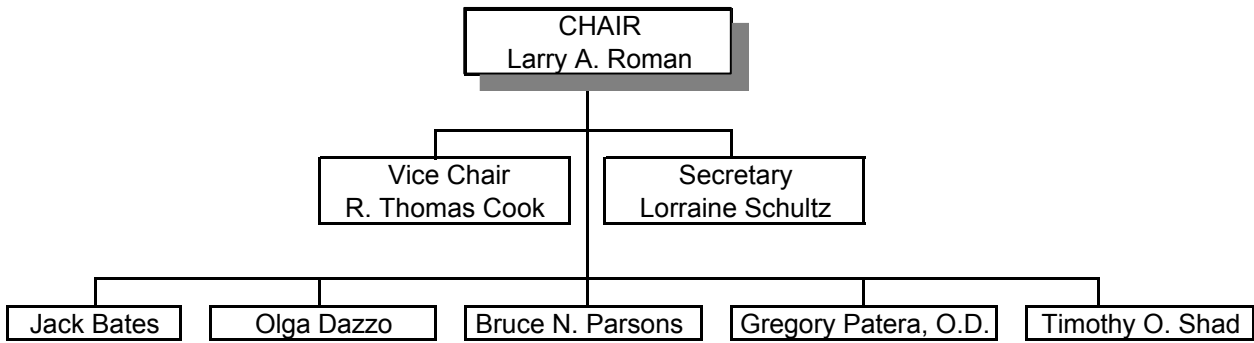 CHAIR
Larry A. Roman
Vice Chair
R. Thomas Cook
Secretary
Lorraine Schultz
Jack Bates
Olga Dazzo
Bruce N. Parsons
Gregory Patera, O.D.
Timothy O. Shad